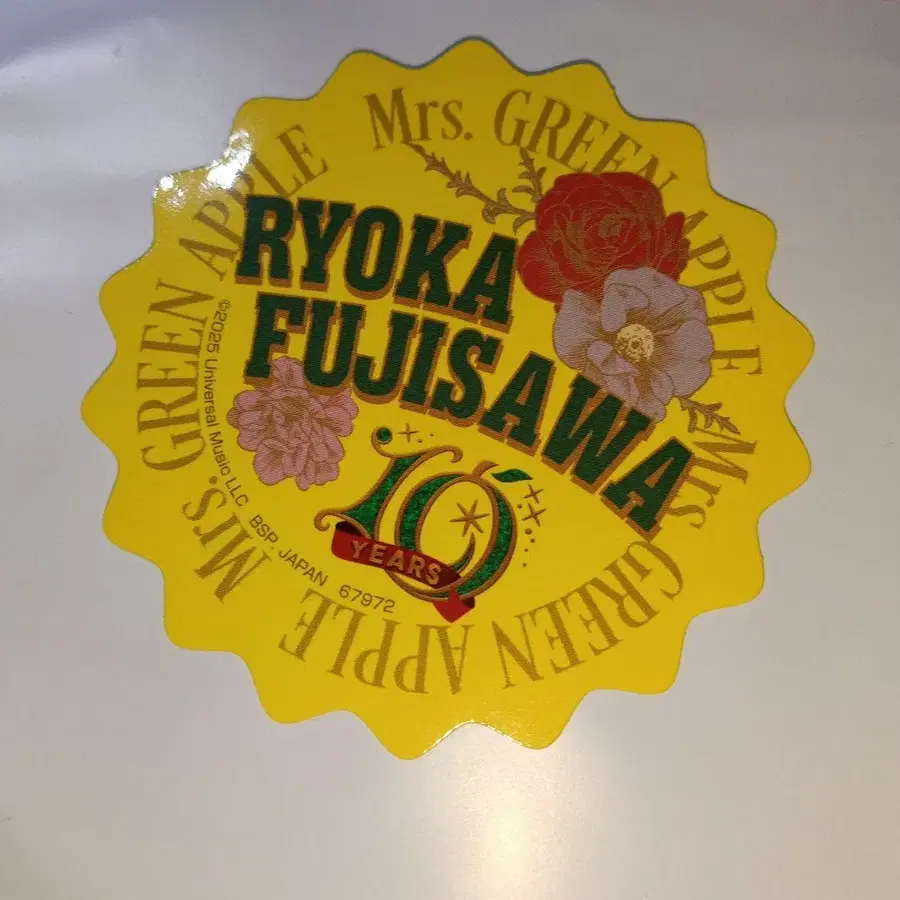 Mrs. GREEN APPLE
Mrs. GREEN APPLE
Mrs. GREEN APPLE
RYOKA
FUJISAWA
10
YEARS
©2025 Universal Music LLC BSP. JAPAN 67972